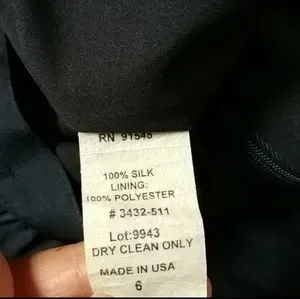 RN 91548
100% SILK
LINING:
100% POLYESTER
# 3432-511
Lot:9943
DRY CLEAN ONLY
MADE IN USA
6